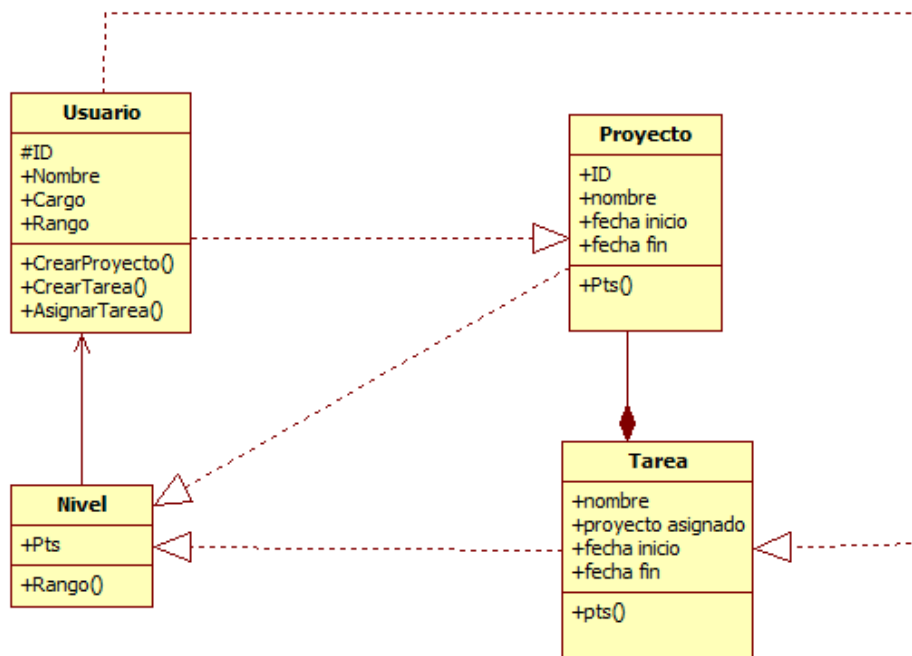 Usuario
#ID
+Nombre
+Cargo
+Rango
+CrearProyecto()
+CrearTarea()
+AsignarTarea()
Proyecto
+ID
+nombre
+fecha inicio
+fecha fin
+Pts()
Nivel
+Pts
+Rango()
Tarea
+nombre
+proyecto asignado
+fecha inicio
+fecha fin
+pts()